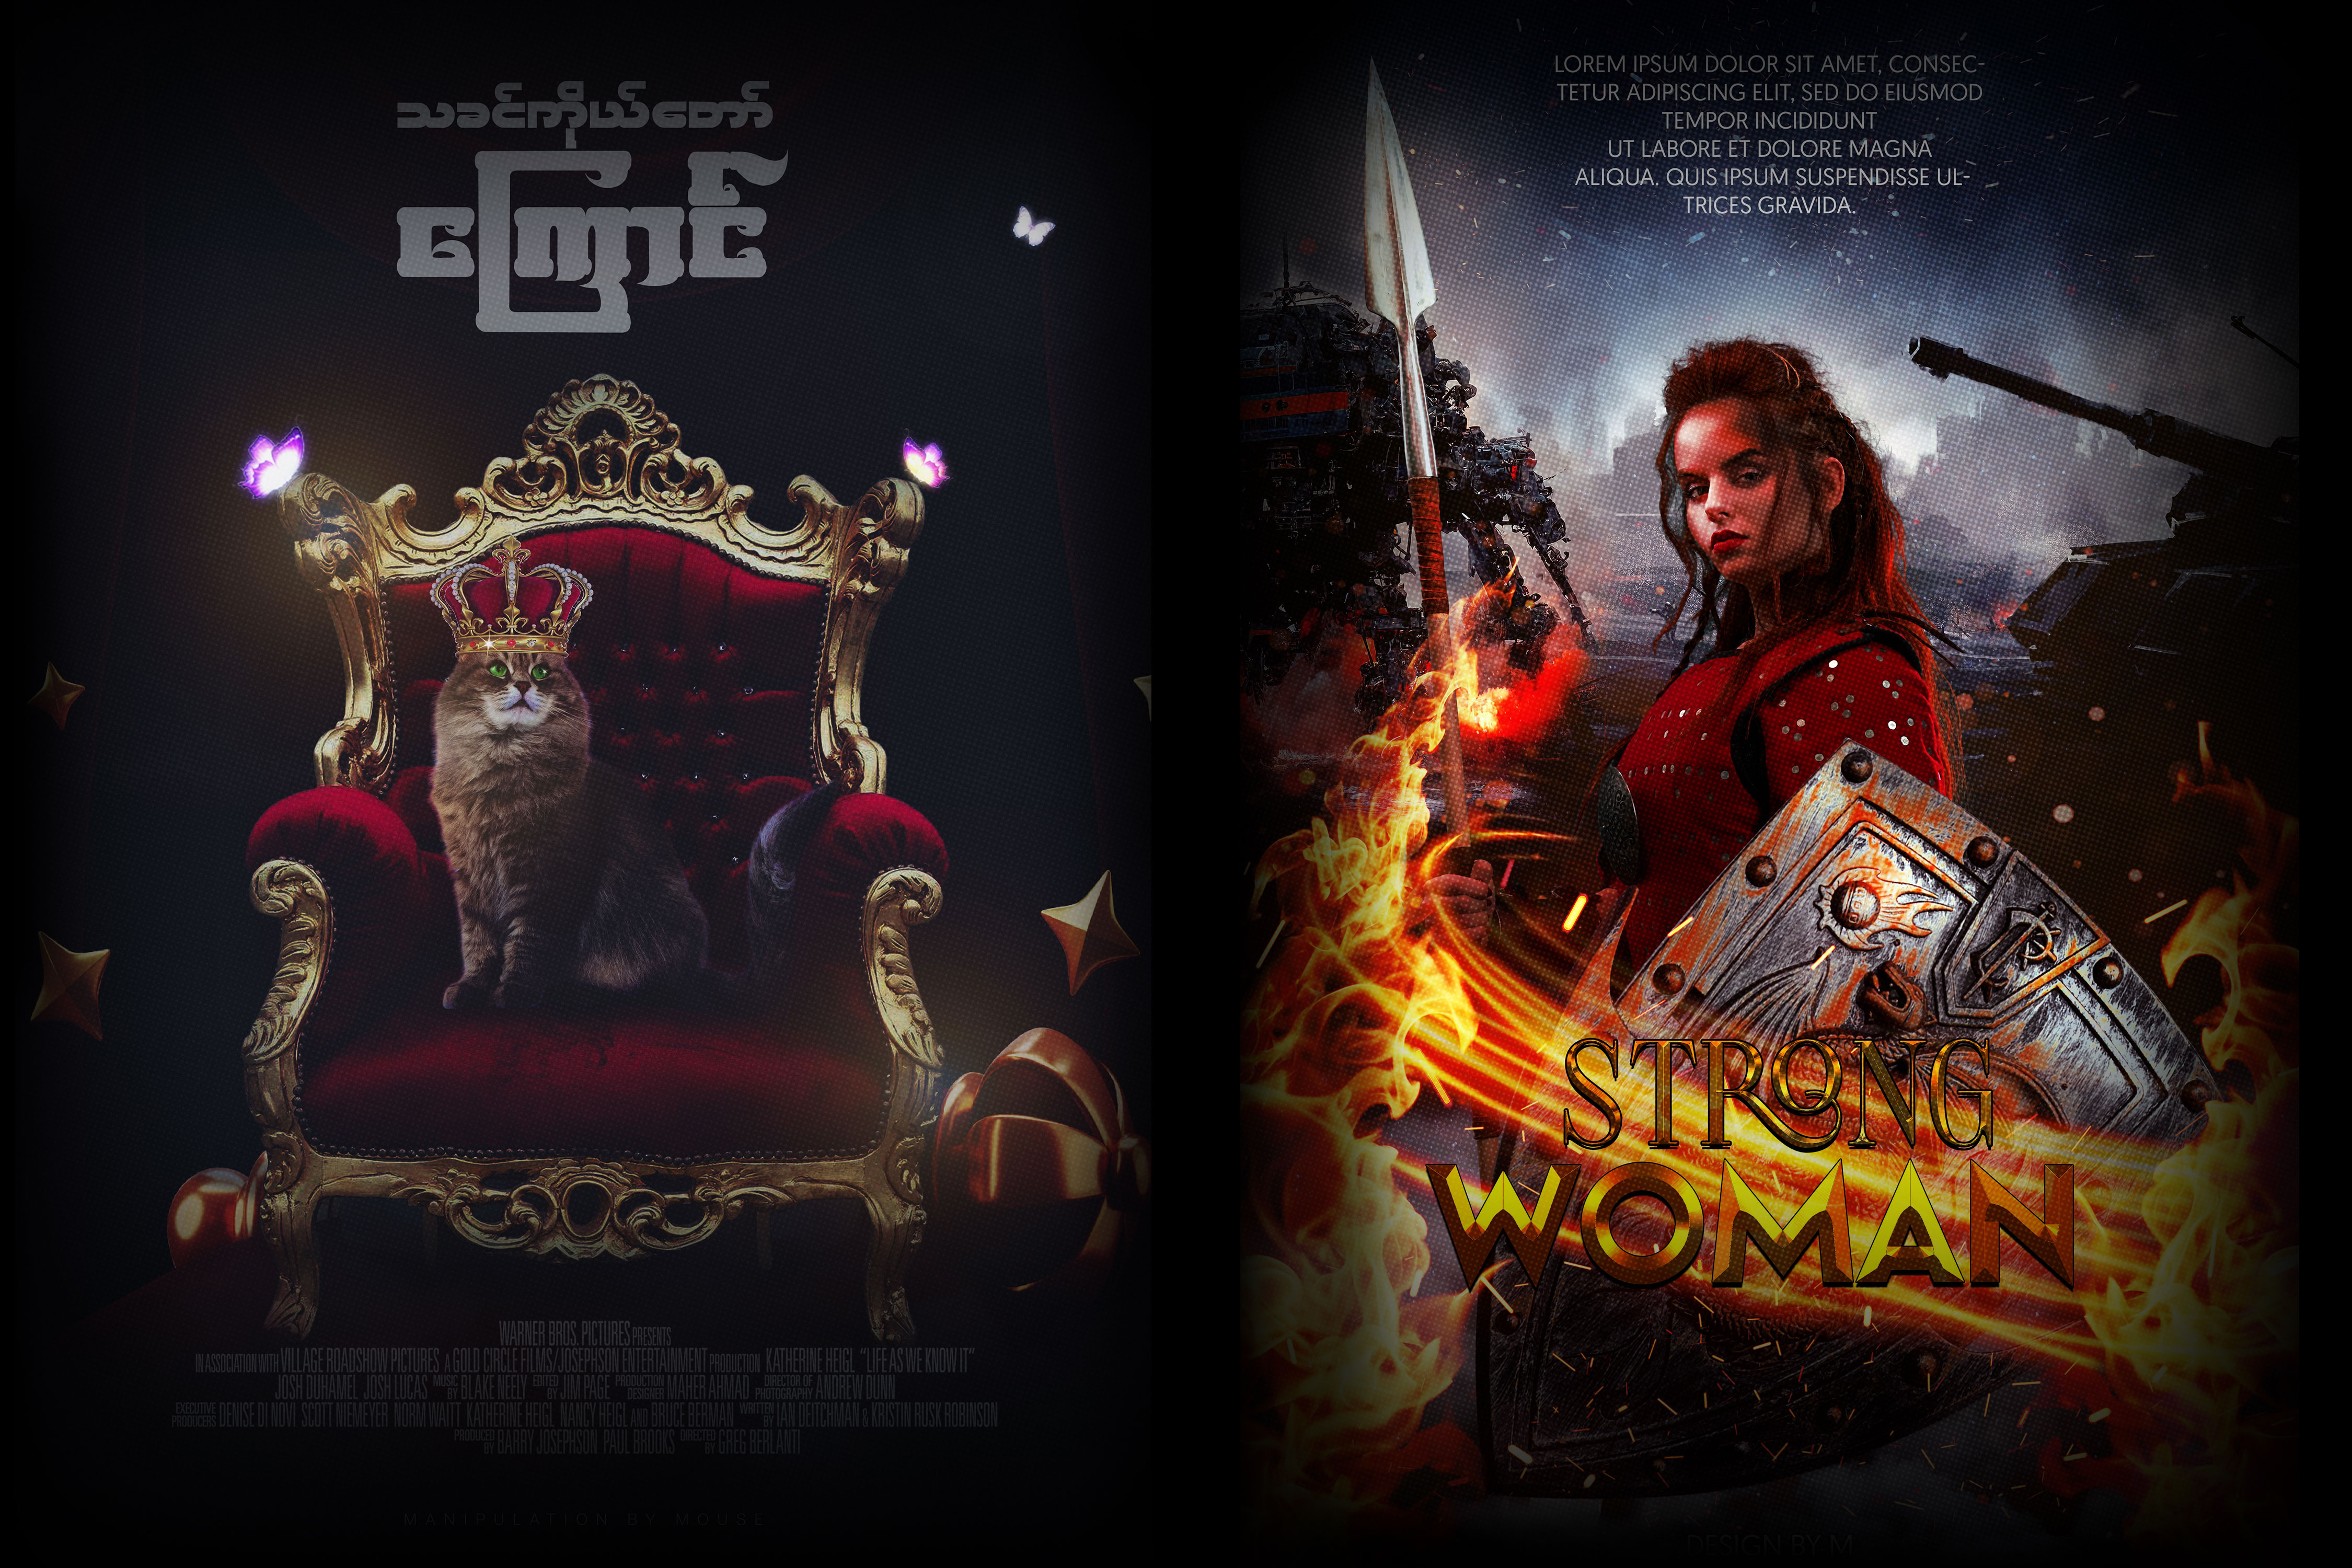 သခင်ကိုယ်တော်
ကြောင်
WARNER BROS. PICTURES PRESENTS
IN ASSOCIATION WITH VILLAGE ROADSHOW PICTURES A GOLD CIRCLE FILMS/JOSEPHSON ENTERTAINMENT PRODUCTION KATHERINE HEIGL "LIFE AS WE KNOW IT"
JOSH DUHAMEL JOSH LUCAS MUSIC BY BLAKE NEELY EDITED BY JIM PAGE PRODUCTION DESIGNER MAHER AHMAD DIRECTOR OF PHOTOGRAPHY ANDREW DUNN
EXECUTIVE PRODUCERS DENISE DI NOVI SCOTT NIEMEYER NORM WAITT KATHERINE HEIGL NANCY HEIGL AND BRUCE BERMAN WRITTEN BY IAN DEITCHMAN & KRISTIN RUSK ROBINSON
PRODUCED BY BARRY JOSEPHSON PAUL BROOKS DIRECTED BY GREG BERLANTI
MANIPULATION BY MOUSE
LOREM IPSUM DOLOR SIT AMET, CONSEC-
TETUR ADIPISCING ELIT, SED DO EIUSMOD
TEMPOR INCIDIDUNT
UT LABORE ET DOLORE MAGNA
ALIQUA. QUIS IPSUM SUSPENDISSE UL-
TRICES GRAVIDA.
STRONG
WOMAN
DESIGN BY M